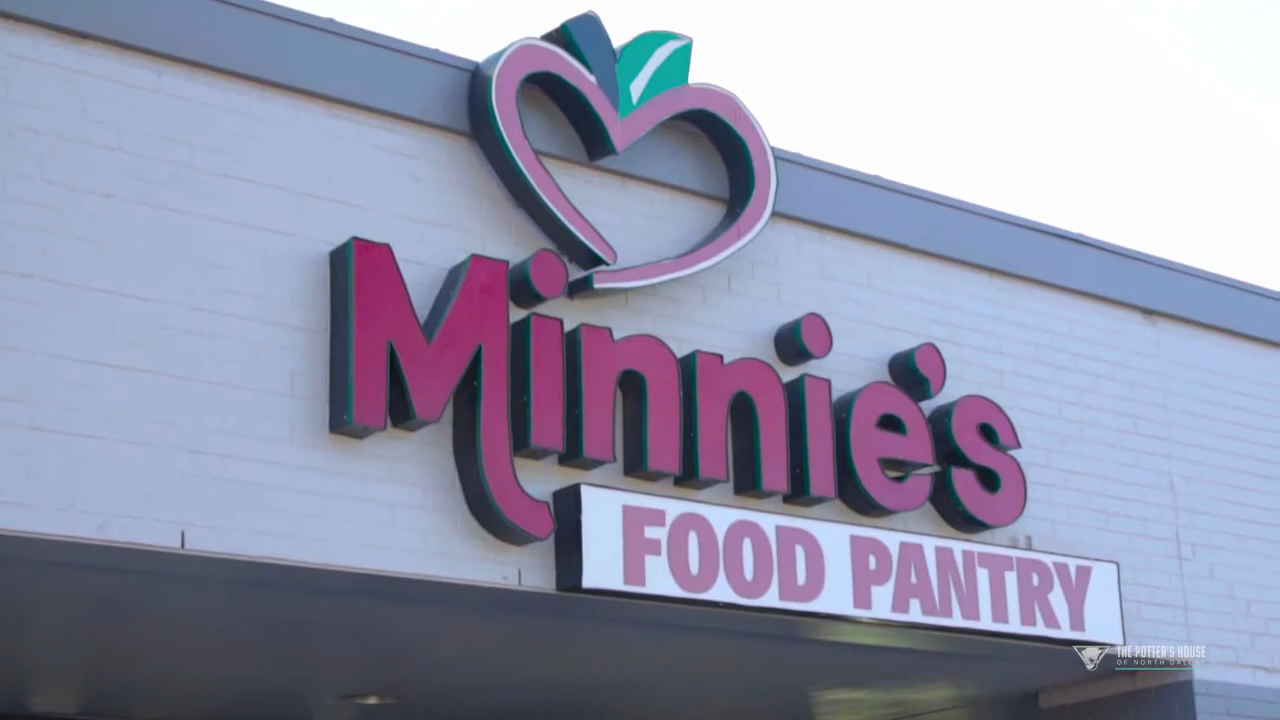 Minnie's
FOOD PANTRY
THE POTTER'S HOUSE
OF NORTH DALLAS